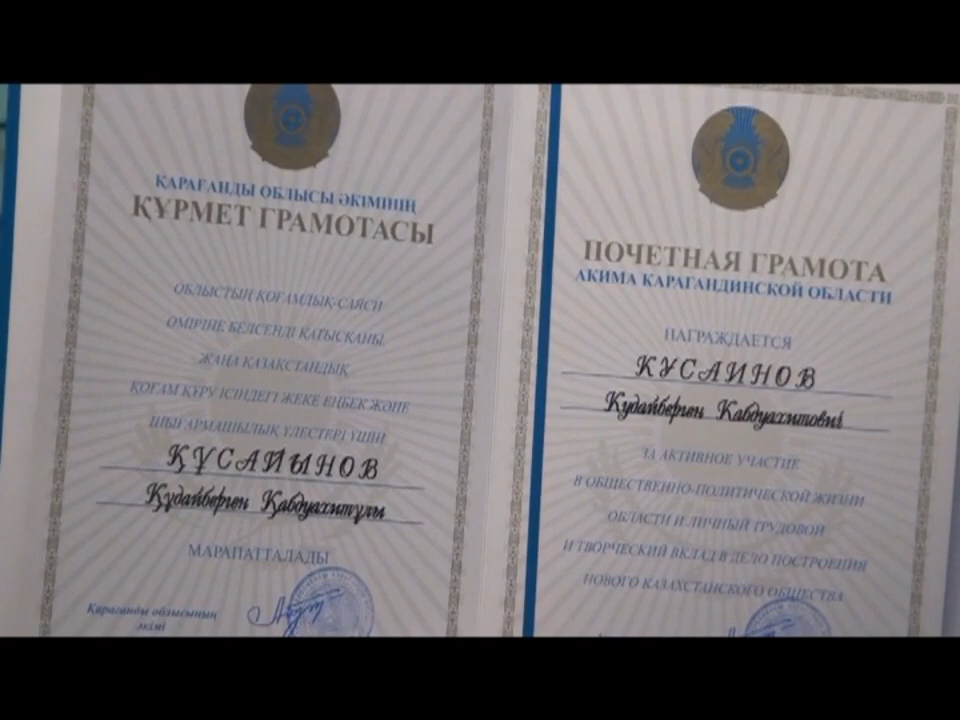 ҚАРАҒАНДЫ ОБЛЫСЫ ӘКІМІНІҢ
ҚҰРМЕТ ГРАМОТАСЫ
ОБЛЫСТЫҢ ҚОҒАМДЫҚ-САЯСИ
ӨМІРІНЕ БЕЛСЕНДІ ҚАТЫСҚАНЫ,
ЖАҢА ҚАЗАҚСТАНДЫҚ
ҚОҒАМ ҚҰРУ ІСІНДЕГІ ЖЕКЕ ЕҢБЕК ЖӘНЕ
ШЫҒАРМАШЫЛЫҚ ҮЛЕСТЕРІ ҮШІН
ҚҰСАЙЫНОВ
Құдайберген Қабдуахитұлы
МАРАПАТТАЛАДЫ
Қарағанды облысының
әкімі
ПОЧЕТНАЯ ГРАМОТА
АКИМА КАРАГАНДИНСКОЙ ОБЛАСТИ
НАГРАЖДАЕТСЯ
КУСАИНОВ
Кудайберген Кабдуахитович
ЗА АКТИВНОЕ УЧАСТИЕ
В ОБЩЕСТВЕННО-ПОЛИТИЧЕСКОЙ ЖИЗНИ
ОБЛАСТИ И ЛИЧНЫЙ ТРУДОВОЙ
И ТВОРЧЕСКИЙ ВКЛАД В ДЕЛО ПОСТРОЕНИЯ
НОВОГО КАЗАХСТАНСКОГО ОБЩЕСТВА